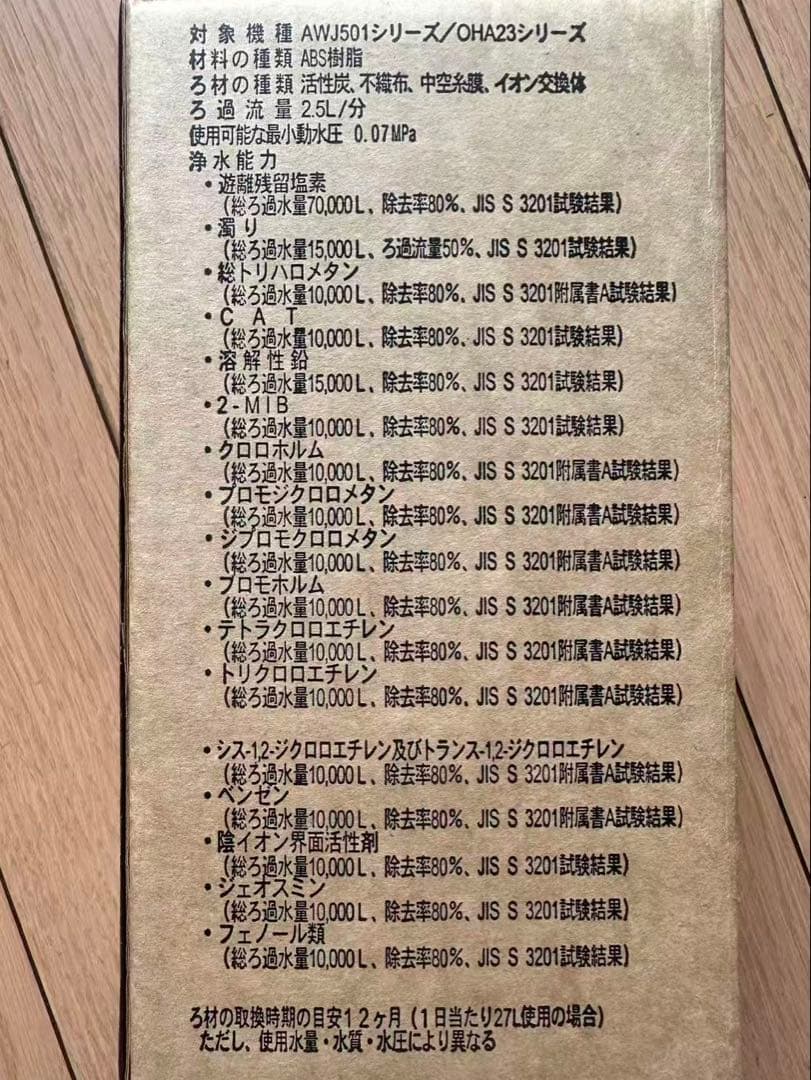 対象機種 AWJ501シリーズ／OHA23シリーズ
材料の種類 ABS樹脂
ろ材の種類 活性炭、不織布、中空糸膜、イオン交換体
ろ過流量 2.5L/分
使用可能な最小動水圧 0.07MPa
浄水能力
・遊離残留塩素
(総ろ過水量70,000L、除去率80%、JIS S 3201試験結果)
・濁り
(総ろ過水量15,000L、ろ過流量50%、JIS S 3201試験結果)
・総トリハロメタン
(総ろ過水量10,000L、除去率80%、JIS S 3201附属書A試験結果)
・CAT
(総ろ過水量10,000L、除去率80%、JIS S 3201試験結果)
・溶解性鉛
(総ろ過水量15,000L、除去率80%、JIS S 3201試験結果)
・2-MIB
(総ろ過水量10,000L、除去率80%、JIS S 3201試験結果)
・クロロホルム
(総ろ過水量10,000L、除去率80%、JIS S 3201附属書A試験結果)
・ブロモジクロロメタン
(総ろ過水量10,000L、除去率80%、JIS S 3201附属書A試験結果)
・ジブロモクロロメタン
(総ろ過水量10,000L、除去率80%、JIS S 3201附属書A試験結果)
・ブロモホルム
(総ろ過水量10,000L、除去率80%、JIS S 3201附属書A試験結果)
・テトラクロロエチレン
(総ろ過水量10,000L、除去率80%、JIS S 3201附属書A試験結果)
・トリクロロエチレン
(総ろ過水量10,000L、除去率80%、JIS S 3201附属書A試験結果)
・シス-1,2-ジクロロエチレン及びトランス-1,2-ジクロロエチレン
(総ろ過水量10,000L、除去率80%、JIS S 3201附属書A試験結果)
・ベンゼン
(総ろ過水量10,000L、除去率80%、JIS S 3201附属書A試験結果)
・陰イオン界面活性剤
(総ろ過水量10,000L、除去率80%、JIS S 3201試験結果)
・ジェオスミン
(総ろ過水量10,000L、除去率80%、JIS S 3201試験結果)
・フェノール類
(総ろ過水量10,000L、除去率80%、JIS S 3201試験結果)
ろ材の取換時期の目安12ヶ月(1日当たり27L使用の場合)
ただし、使用水量・水質・水圧により異なる